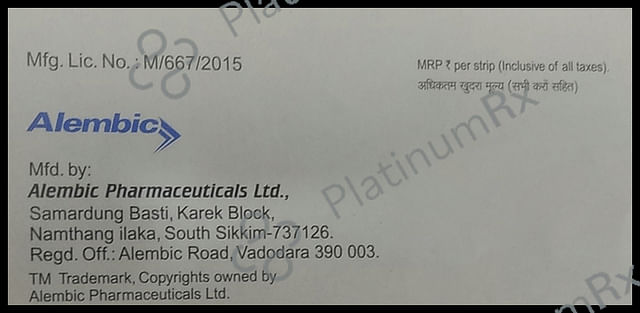 Mfg. Lic. No.: M/667/2015
MRP ₹ per strip (Inclusive of all taxes).
अधिकतम खुदरा मूल्य (सभी करों सहित)
Alembic
Mfd. by:
Alembic Pharmaceuticals Ltd.,
Samardung Basti, Karek Block,
Namthang ilaka, South Sikkim-737126.
Regd. Off.: Alembic Road, Vadodara 390 003.
TM Trademark, Copyrights owned by
Alembic Pharmaceuticals Ltd.
PlatinumRx
PlatinumRx
PlatinumRx